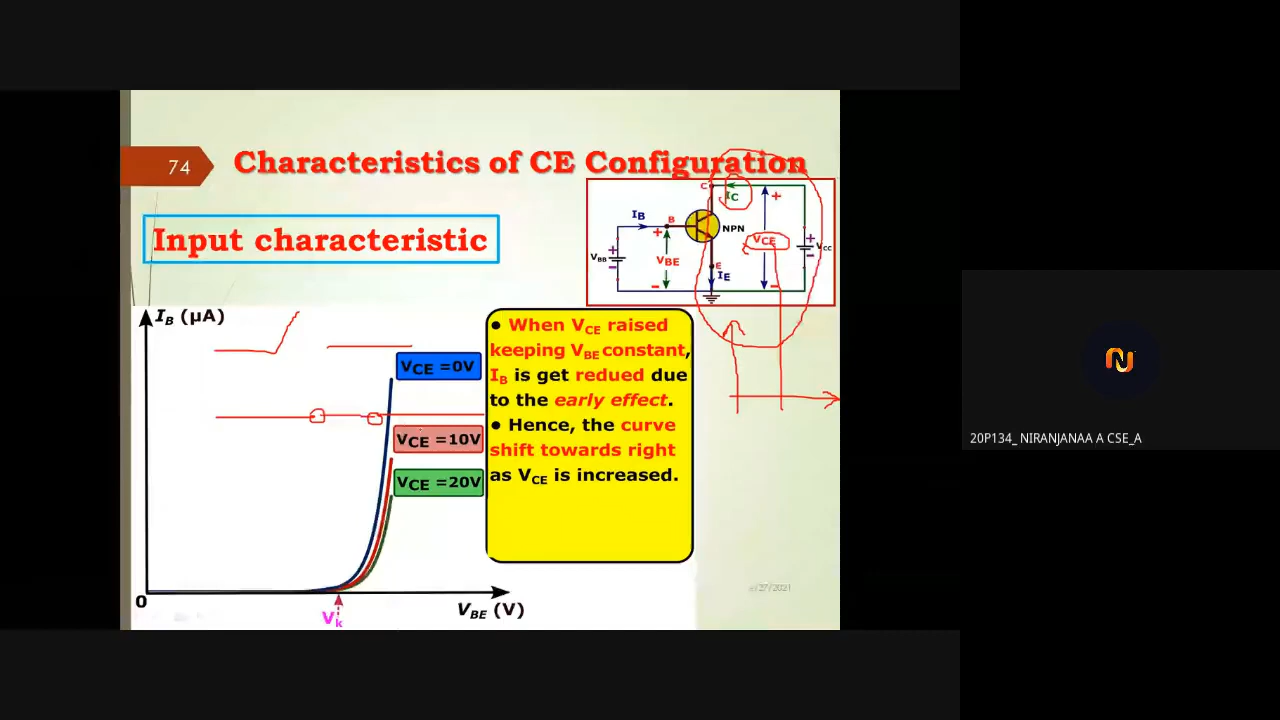 74
Characteristics of CE Configuration
Input characteristic
C
IC
+
IB
B
+
NPN
VCE
+
VCC
-
VBB
+
-
VBE
E
IE
-
-
IB (μA)
VCE =0V
VCE =10V
VCE =20V
0
Vk
VBE (V)
• When VCE raised
keeping VBE constant,
IB is get redued due
to the early effect.
• Hence, the curve
shift towards right
as VCE is increased.
20P134_ NIRANJANAA A CSE_A